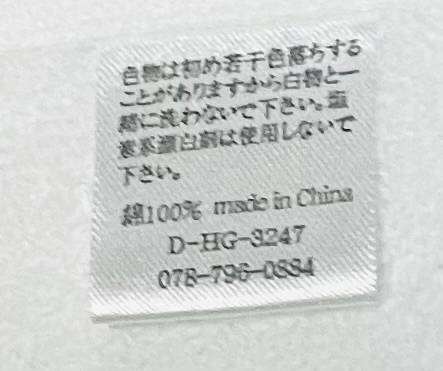 色物は初め若干色落ちする
ことがありますから白物と一
緒に洗わないで下さい。塩
素系漂白剤は使用しないで
下さい。
綿100% made in China
D-HG-3247
078-796-0884